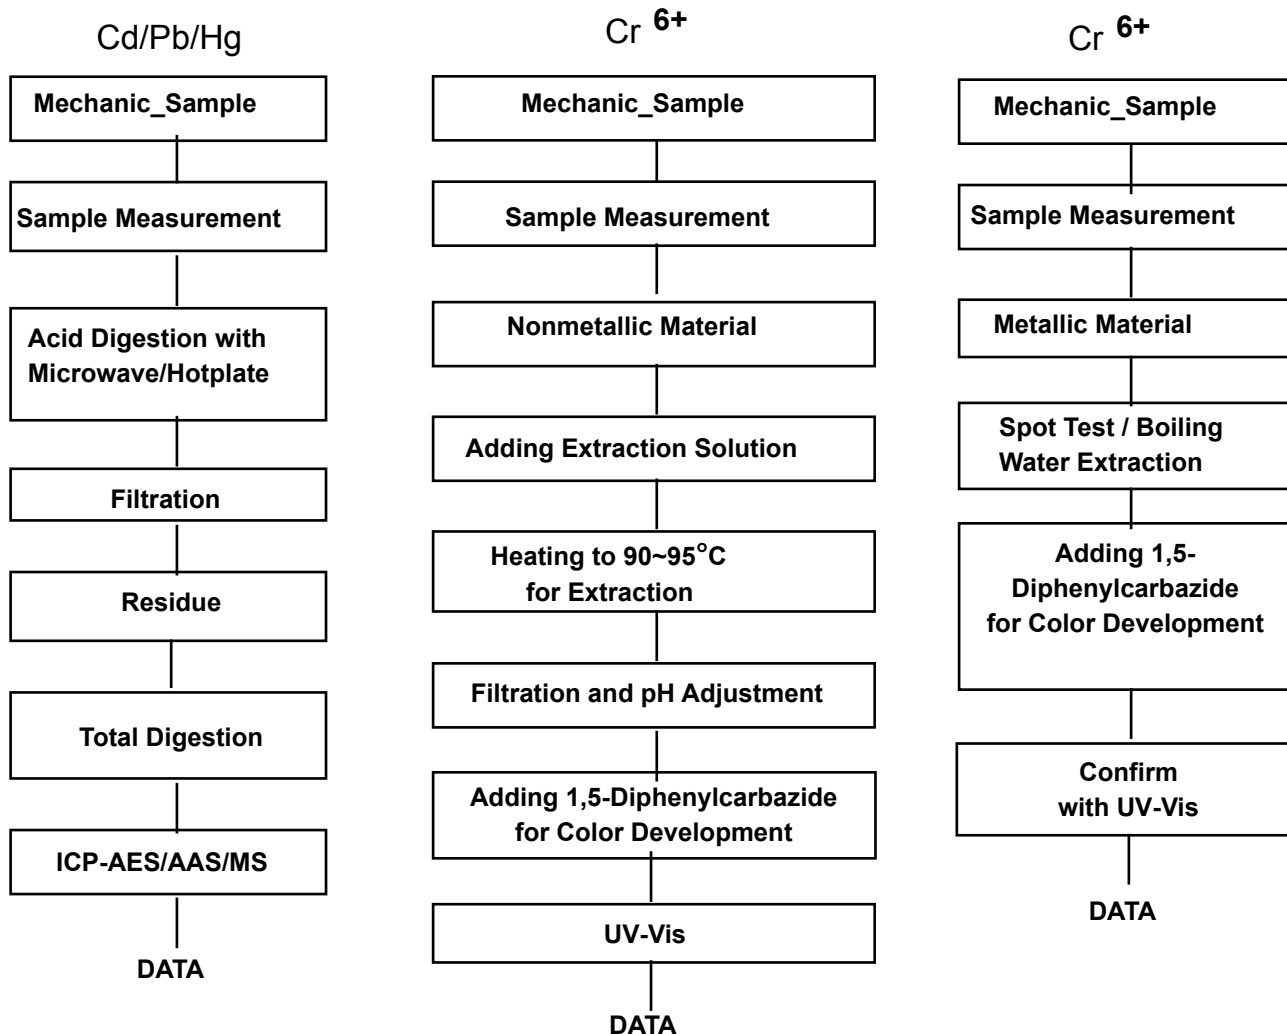 Cd/Pb/Hg
Mechanic_Sample
Sample Measurement
Acid Digestion with
Microwave/Hotplate
Filtration
Residue
Total Digestion
ICP-AES/AAS/MS
DATA
Cr 6+
Mechanic_Sample
Sample Measurement
Nonmetallic Material
Adding Extraction Solution
Heating to 90~95°C
for Extraction
Filtration and pH Adjustment
Adding 1,5-Diphenylcarbazide
for Color Development
UV-Vis
DATA
Cr 6+
Mechanic_Sample
Sample Measurement
Metallic Material
Spot Test / Boiling
Water Extraction
Adding 1,5-
Diphenylcarbazide
for Color Development
Confirm
with UV-Vis
DATA